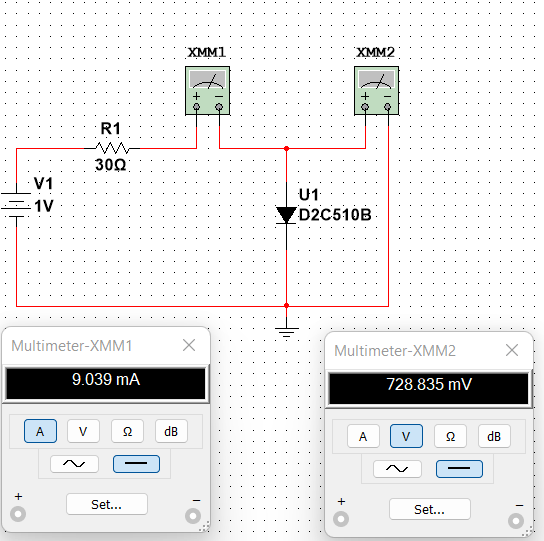 XMM1
XMM2
+ -
+ -
R1
30Ω
V1
1V
U1
D2C510B
Multimeter-XMM1
9.039 mA
A V Ω dB
+ −
Set...
Multimeter-XMM2
728.835 mV
A V Ω dB
+ −
Set...